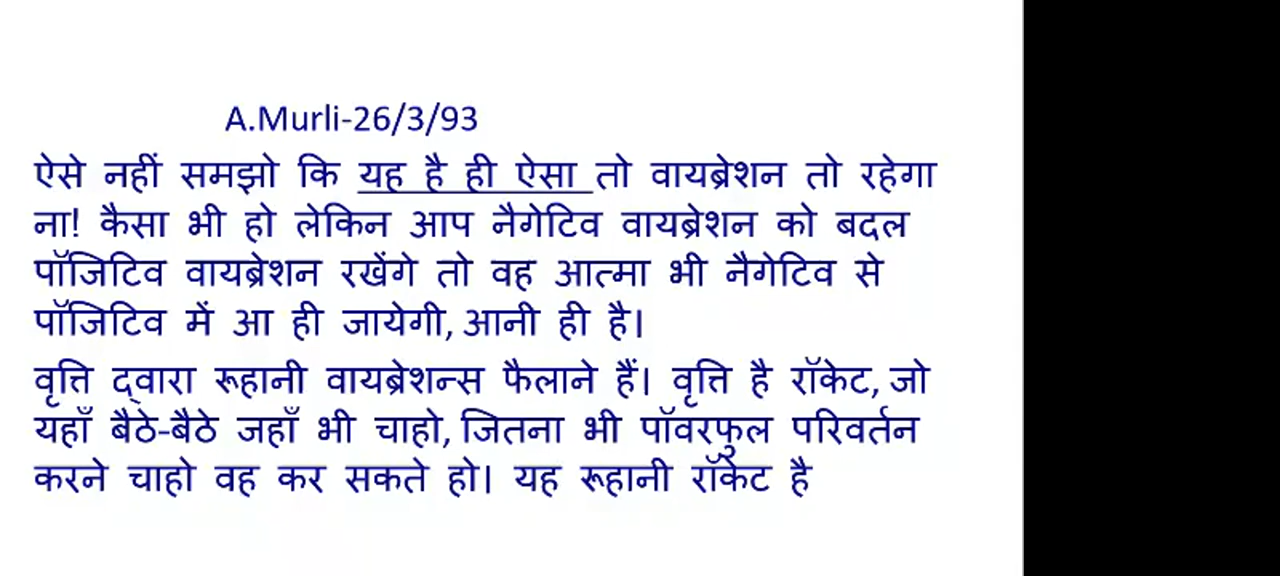 A.Murli-26/3/93
ऐसे नहीं समझो कि यह है ही ऐसा तो वायब्रेशन तो रहेगा
ना! कैसा भी हो लेकिन आप नैगेटिव वायब्रेशन को बदल
पॉजिटिव वायब्रेशन रखेंगे तो वह आत्मा भी नैगेटिव से
पॉजिटिव में आ ही जायेगी, आनी ही है।
वृत्ति द्वारा रूहानी वायब्रेशन्स फैलाने हैं। वृत्ति है रॉकेट, जो
यहाँ बैठे-बैठे जहाँ भी चाहो, जितना भी पॉवरफुल परिवर्तन
करने चाहो वह कर सकते हो। यह रूहानी रॉकेट है